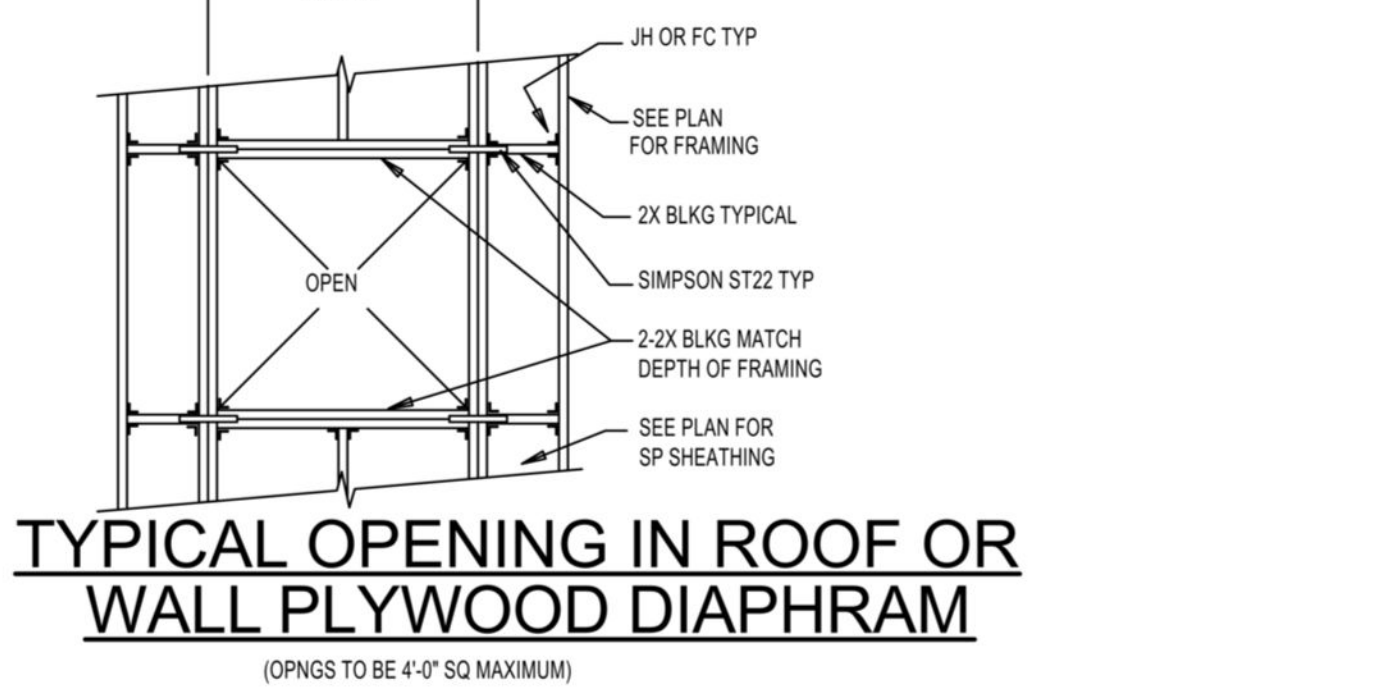 JH OR FC TYP
SEE PLAN
FOR FRAMING
2X BLKG TYPICAL
OPEN
SIMPSON ST22 TYP
2-2X BLKG MATCH
DEPTH OF FRAMING
SEE PLAN FOR
SP SHEATHING
TYPICAL OPENING IN ROOF OR
WALL PLYWOOD DIAPHRAM
(OPNGS TO BE 4'-0" SQ MAXIMUM)